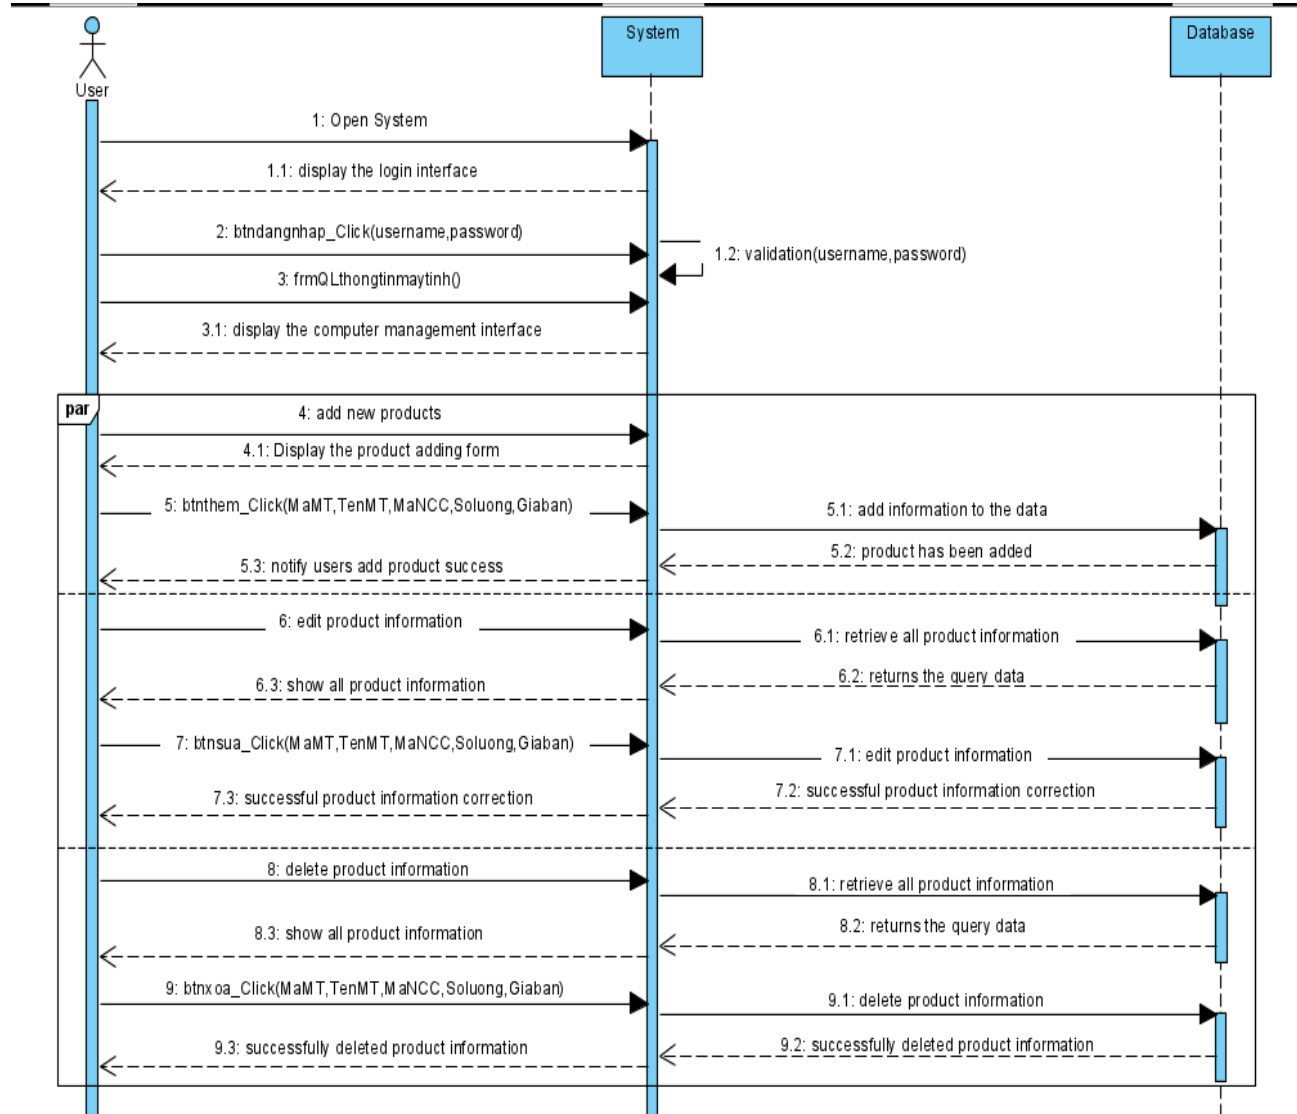 User
System
Database
1: Open System
1.1: display the login interface
2: btndangnhap_Click(username,password)
1.2: validation(username,password)
3: frmQLthongtinmaytinh()
3.1: display the computer management interface
par
4: add new products
4.1: Display the product adding form
5: btnthem_Click(MaMT,TenMT,MaNCC,Soluong,Giaban)
5.1: add information to the data
5.2: product has been added
5.3: notify users add product success
6: edit product information
6.1: retrieve all product information
6.2: returns the query data
6.3: show all product information
7: btnsua_Click(MaMT,TenMT,MaNCC,Soluong,Giaban)
7.1: edit product information
7.2: successful product information correction
7.3: successful product information correction
8: delete product information
8.1: retrieve all product information
8.2: returns the query data
8.3: show all product information
9: btnxoa_Click(MaMT,TenMT,MaNCC,Soluong,Giaban)
9.1: delete product information
9.2: successfully deleted product information
9.3: successfully deleted product information